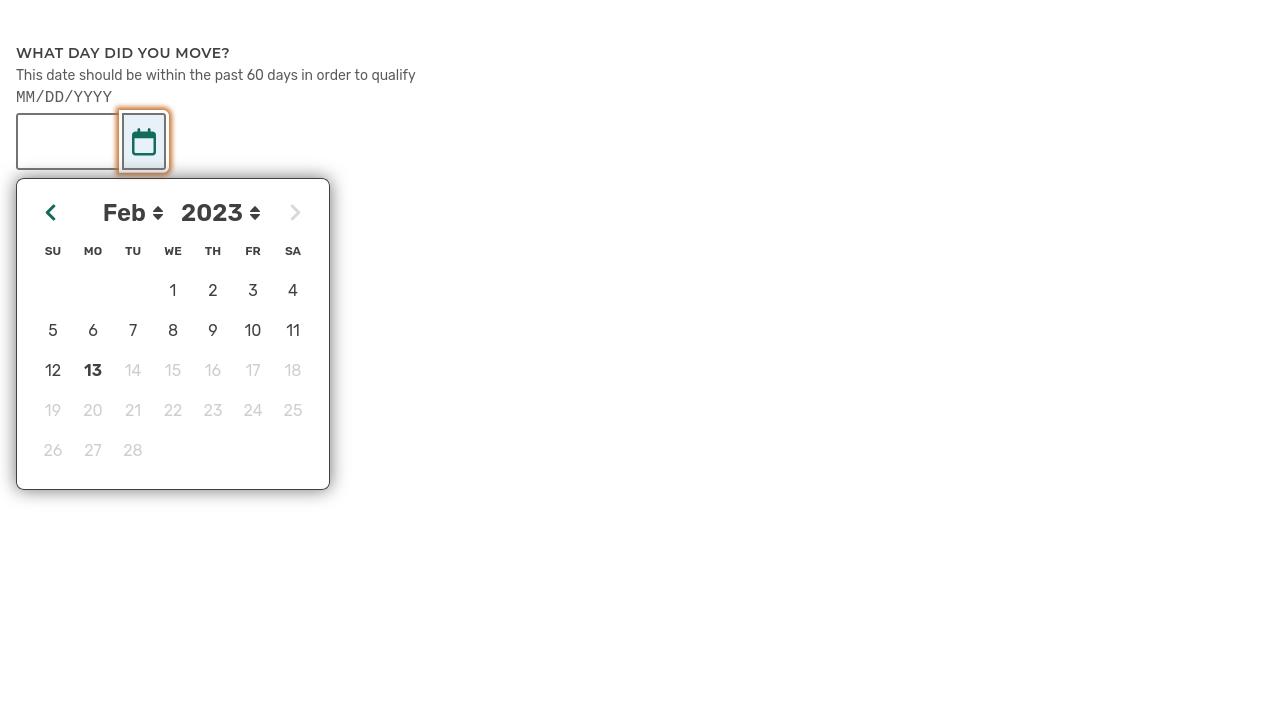 WHAT DAY DID YOU MOVE?
This date should be within the past 60 days in order to qualify
MM/DD/YYYY
Feb 2023
SU MO TU WE TH FR SA
1 2 3 4
5 6 7 8 9 10 11
12 13 14 15 16 17 18
19 20 21 22 23 24 25
26 27 28